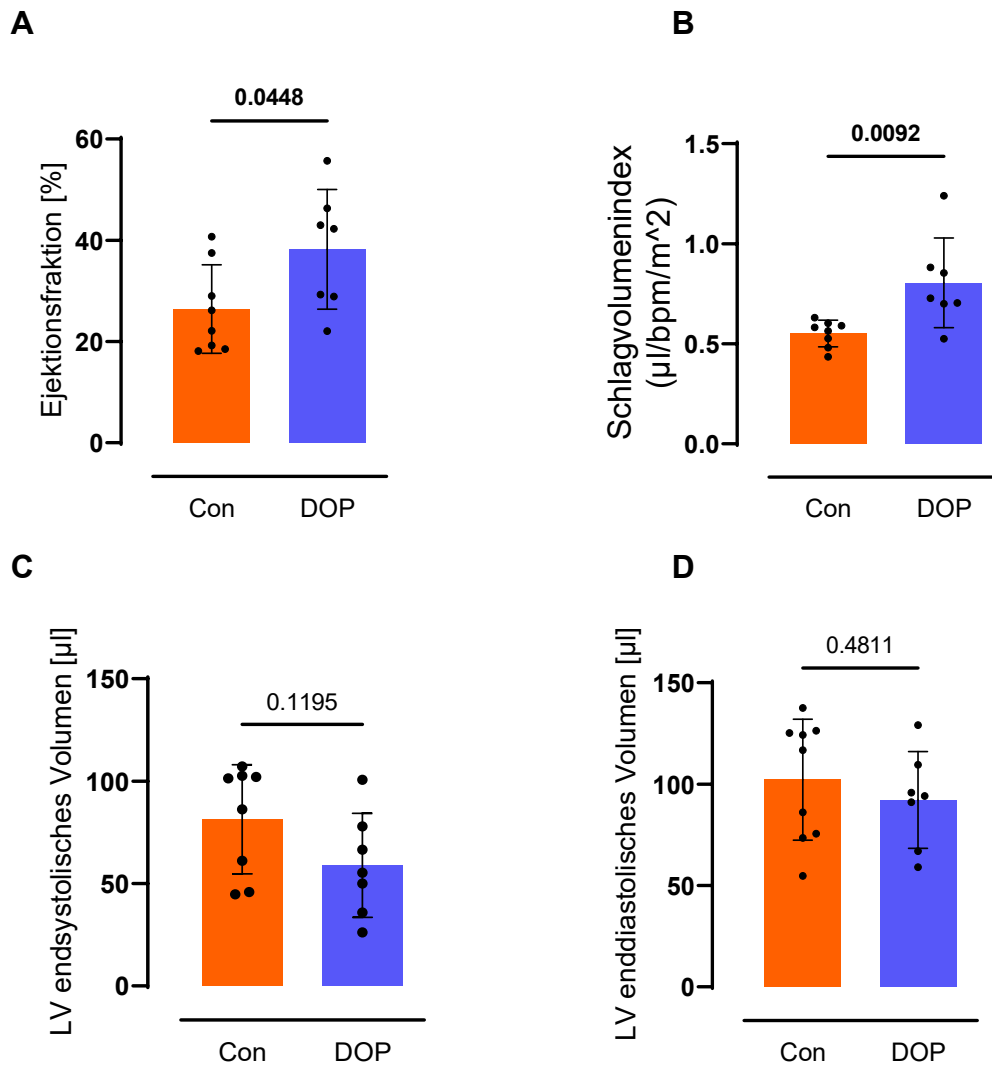 A
0.0448
Ejektionsfraktion [%]
60
40
20
0
Con DOP
B
0.0092
Schlagvolumenindex
(µl/bpm/m^2)
1.5
1.0
0.5
0.0
Con DOP
C
0.1195
LV endsystolisches Volumen [µl]
150
100
50
0
Con DOP
D
0.4811
LV enddiastolisches Volumen [µl]
150
100
50
0
Con DOP